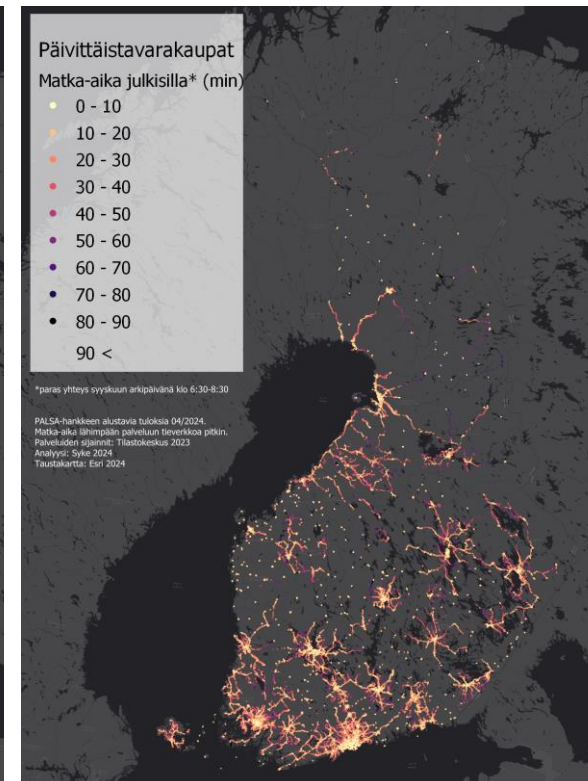 Päivittäistavarakaupat
Matka-aika julkisilla* (min)
0 - 10
10 - 20
20 - 30
30 - 40
40 - 50
50 - 60
60 - 70
70 - 80
80 - 90
90 <
*paras yhteys syyskuun arkipäivänä klo 6:30-8:30
PALSA-hankkeen alustavia tuloksia 04/2024.
Matka-aika lähimpään palveluun tieverkkoa pitkin.
Palveluiden sijainnit: Tilastokeskus 2023
Analyysi: Syke 2024
Taustakartta: Esri 2024